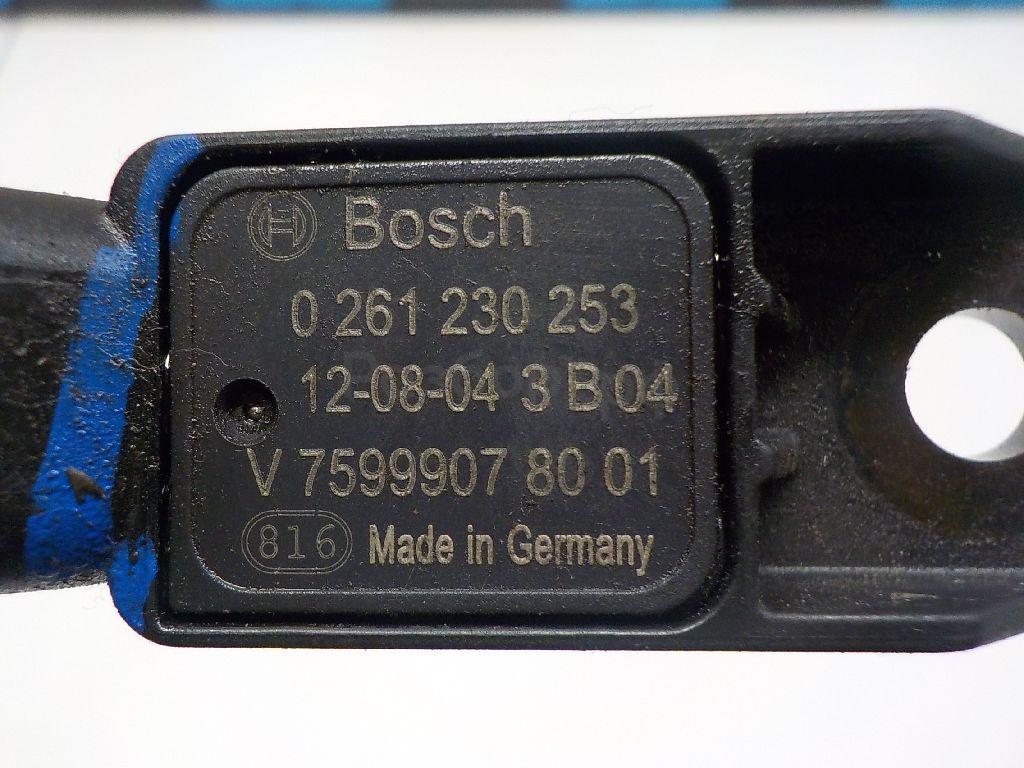 Bosch
0 261 230 253
12-08-04 3 B 04
V 7599907 80 01
816 Made in Germany